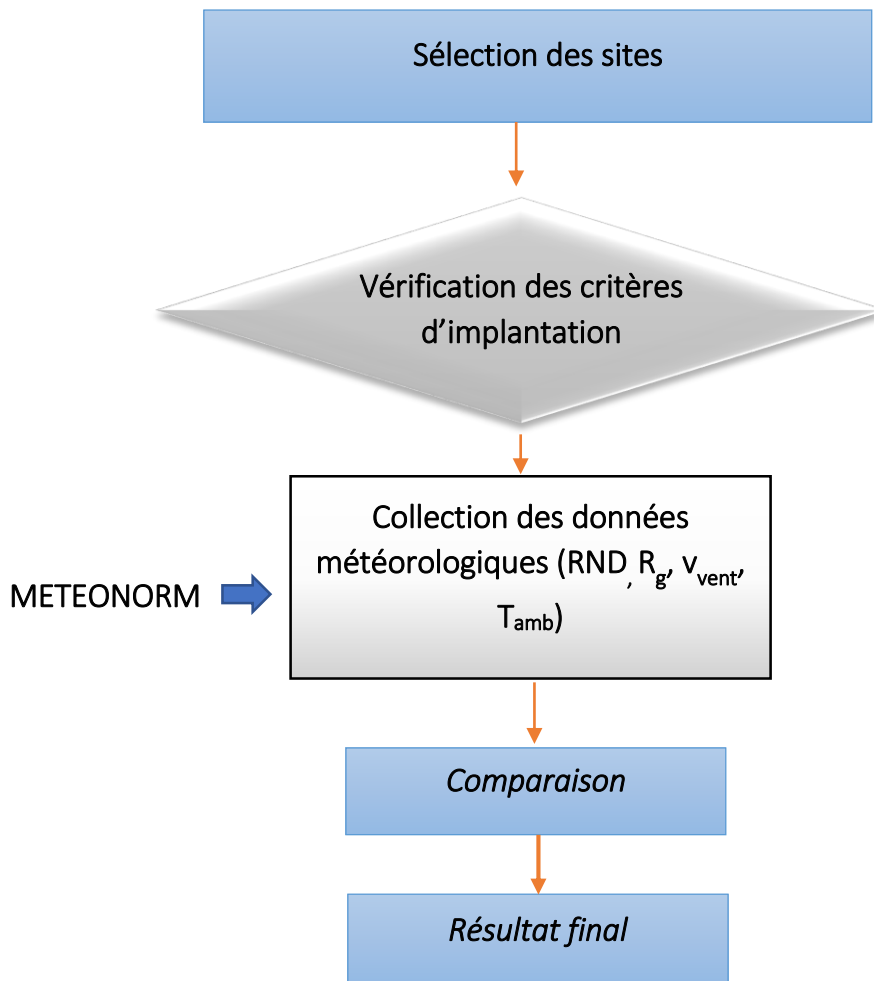 Sélection des sites
Vérification des critères
d’implantation
Collection des données
météorologiques (RND, Rg, vvent,
Tamb)
METEONORM
Comparaison
Résultat final